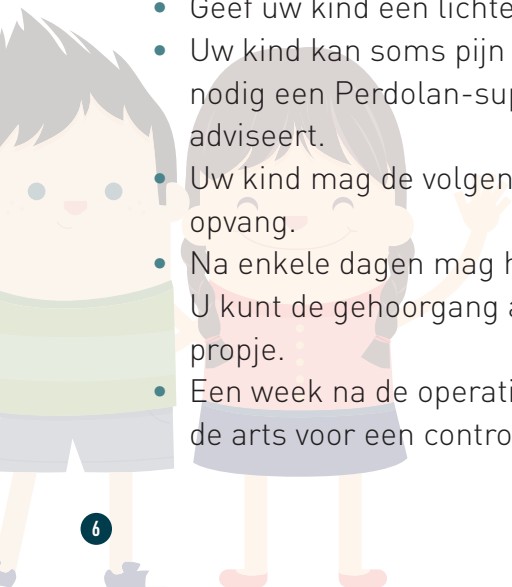 • Geef uw kind een lichte
• Uw kind kan soms pijn
nodig een Perdolan-sup
adviseert.
• Uw kind mag de volgen
opvang.
• Na enkele dagen mag h
U kunt de gehoorgang a
propje.
• Een week na de operati
de arts voor een contro
6